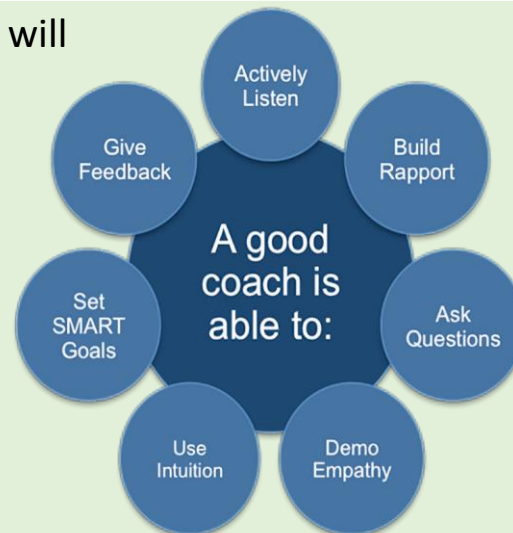 will
Actively
Listen
Build
Rapport
Ask
Questions
Demo
Empathy
Use
Intuition
Set
SMART
Goals
Give
Feedback
A good
coach is
able to: